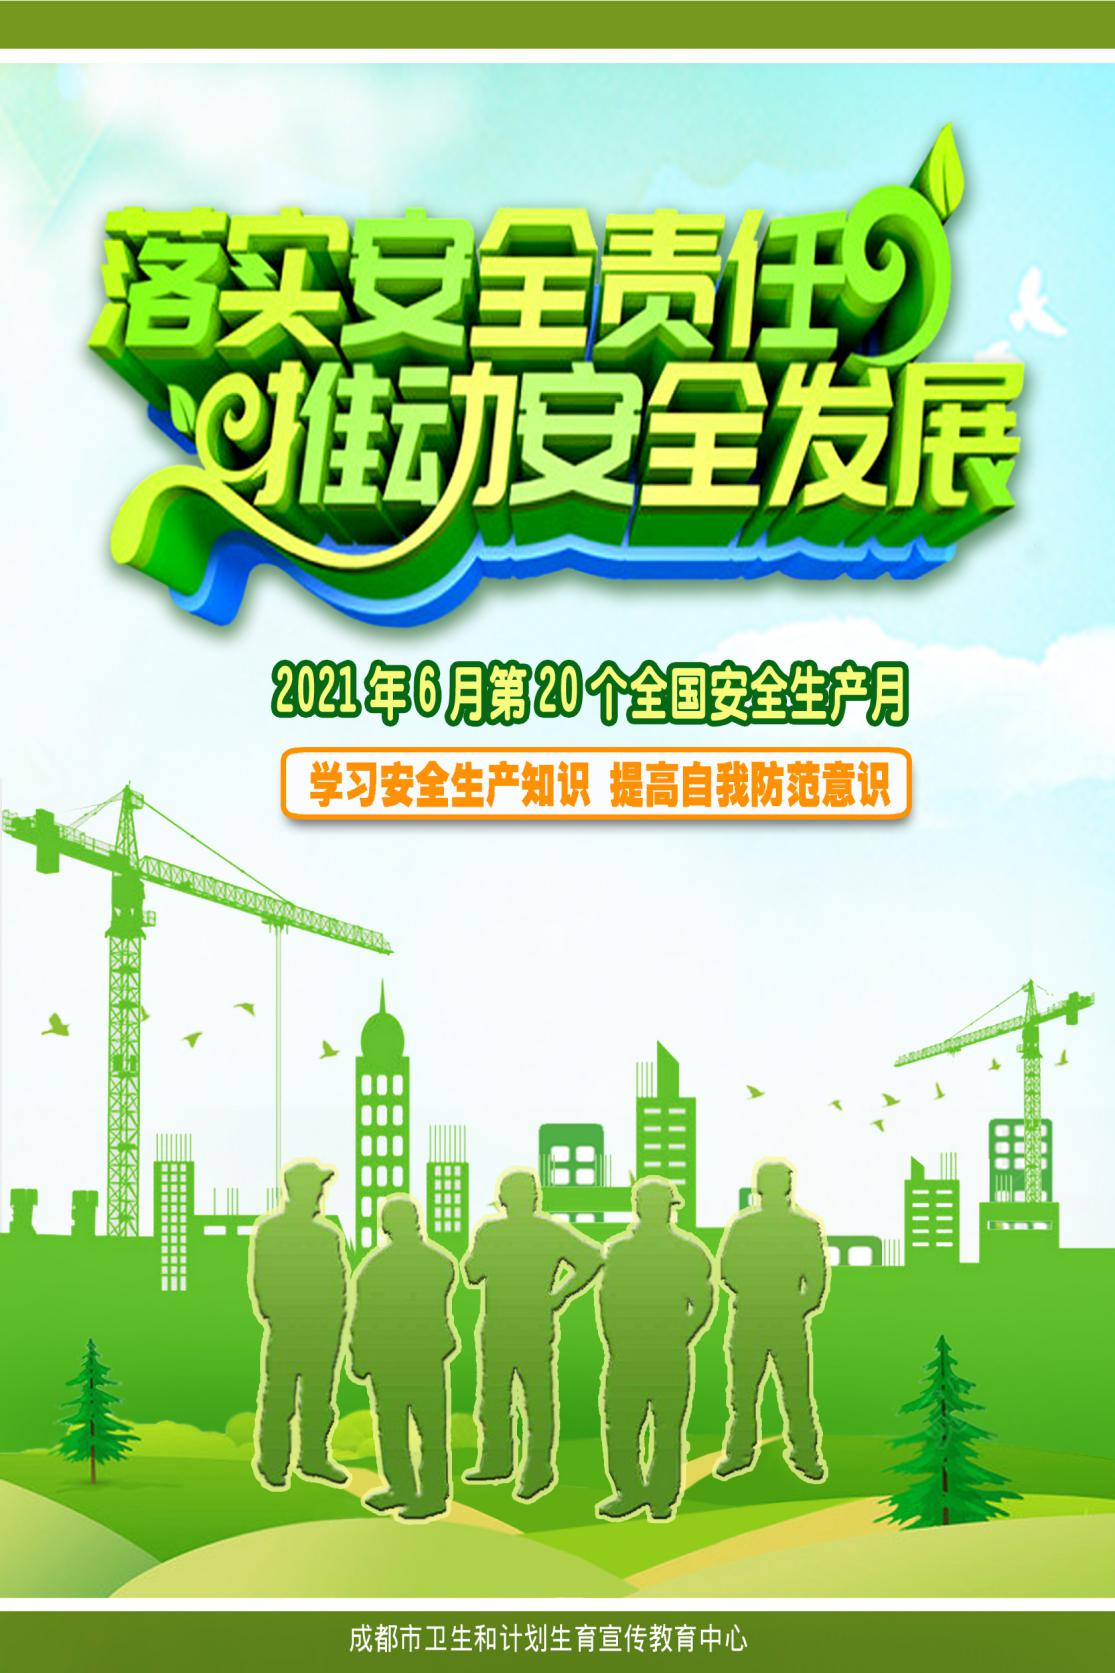 落实安全责任
推动安全发展
2021年6月第20个全国安全生产月
学习安全生产知识 提高自我防范意识
成都市卫生和计划生育宣传教育中心